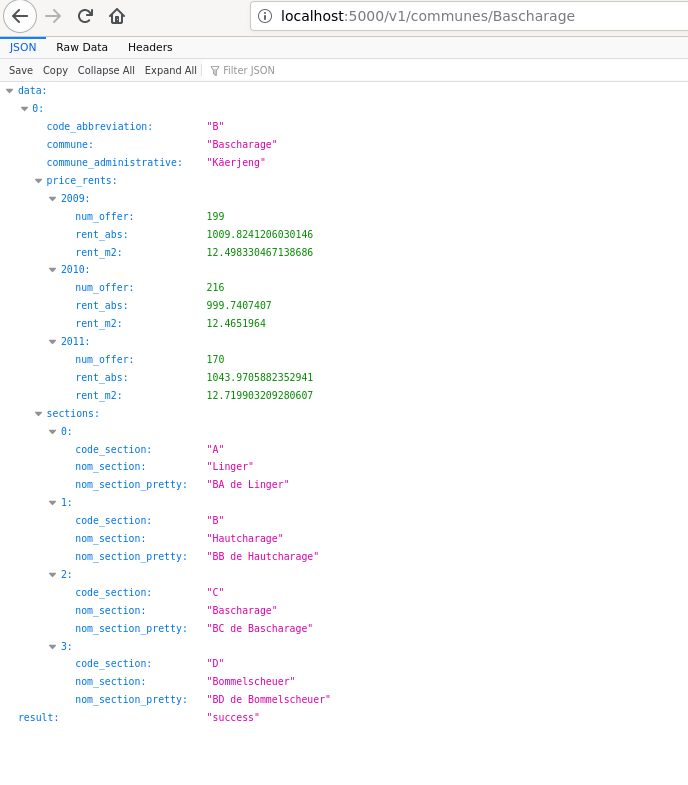 localhost:5000/v1/communes/Bascharage
JSON Raw Data Headers
Save Copy Collapse All Expand All Filter JSON
data:
0:
code_abbreviation: "B"
commune: "Bascharage"
commune_administrative: "Käerjeng"
price_rents:
2009:
num_offer: 199
rent_abs: 1009.8241206030146
rent_m2: 12.498330467138686
2010:
num_offer: 216
rent_abs: 999.7407407
rent_m2: 12.4651964
2011:
num_offer: 170
rent_abs: 1043.9705882352941
rent_m2: 12.719903209280607
sections:
0:
code_section: "A"
nom_section: "Linger"
nom_section_pretty: "BA de Linger"
1:
code_section: "B"
nom_section: "Hautcharage"
nom_section_pretty: "BB de Hautcharage"
2:
code_section: "C"
nom_section: "Bascharage"
nom_section_pretty: "BC de Bascharage"
3:
code_section: "D"
nom_section: "Bommelscheuer"
nom_section_pretty: "BD de Bommelscheuer"
result: "success"